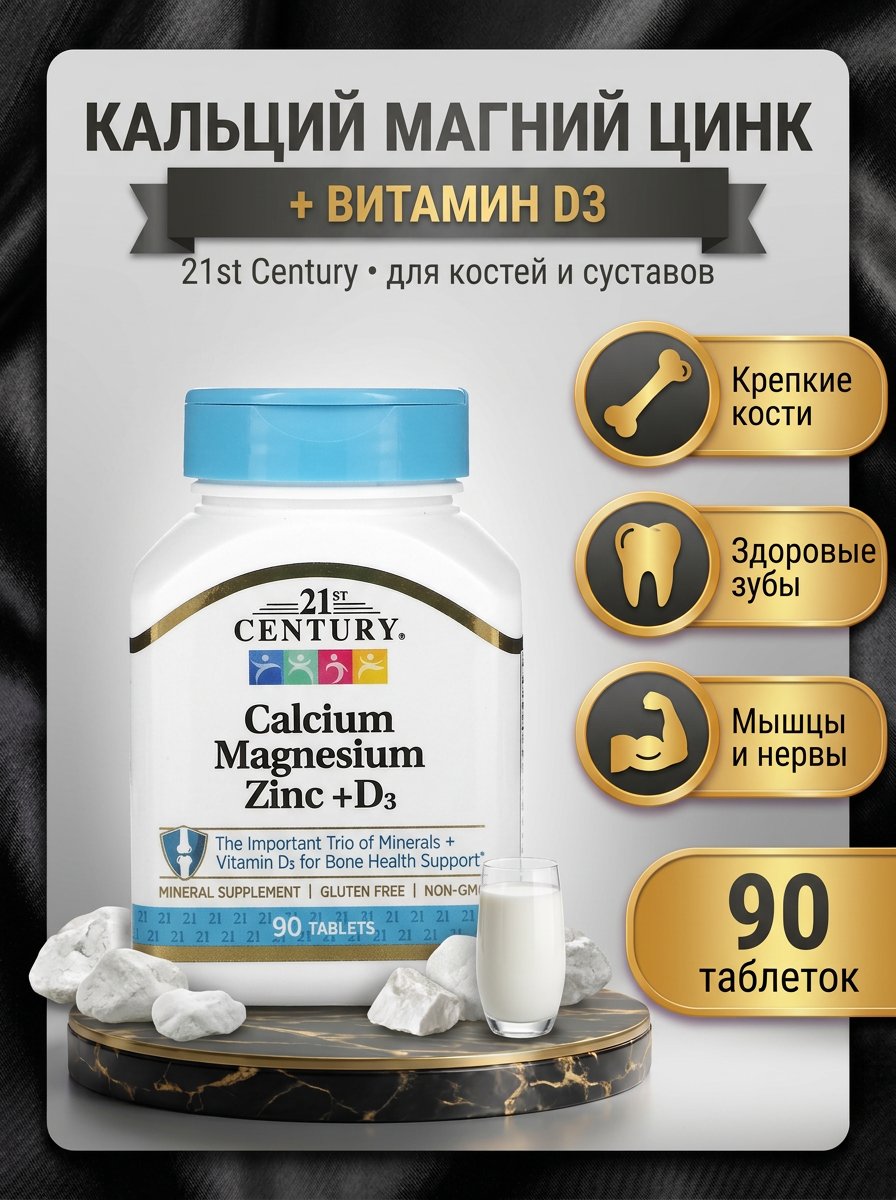 КАЛЬЦИЙ МАГНИЙ ЦИНК
+ ВИТАМИН D3
21st Century • для костей и суставов
Крепкие
кости
Здоровые
зубы
Мышцы
и нервы
90
таблеток
21ST
CENTURY®
Calcium
Magnesium
Zinc +D3
The Important Trio of Minerals +
Vitamin D3 for Bone Health Support*
MINERAL SUPPLEMENT | GLUTEN FREE | NON-GM
90 TABLETS